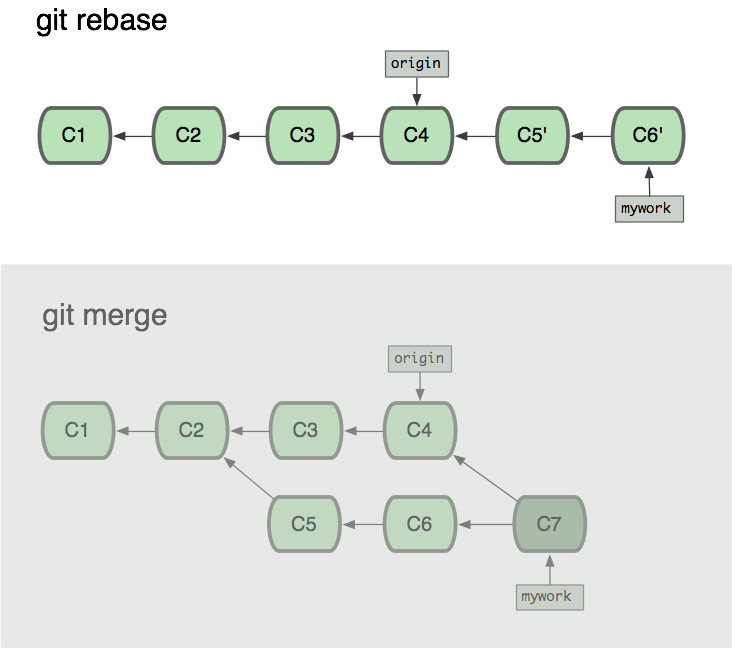 git rebase
origin
C1 C2 C3 C4 C5' C6'
mywork
git merge
origin
C1 C2 C3 C4
C5 C6 C7
mywork